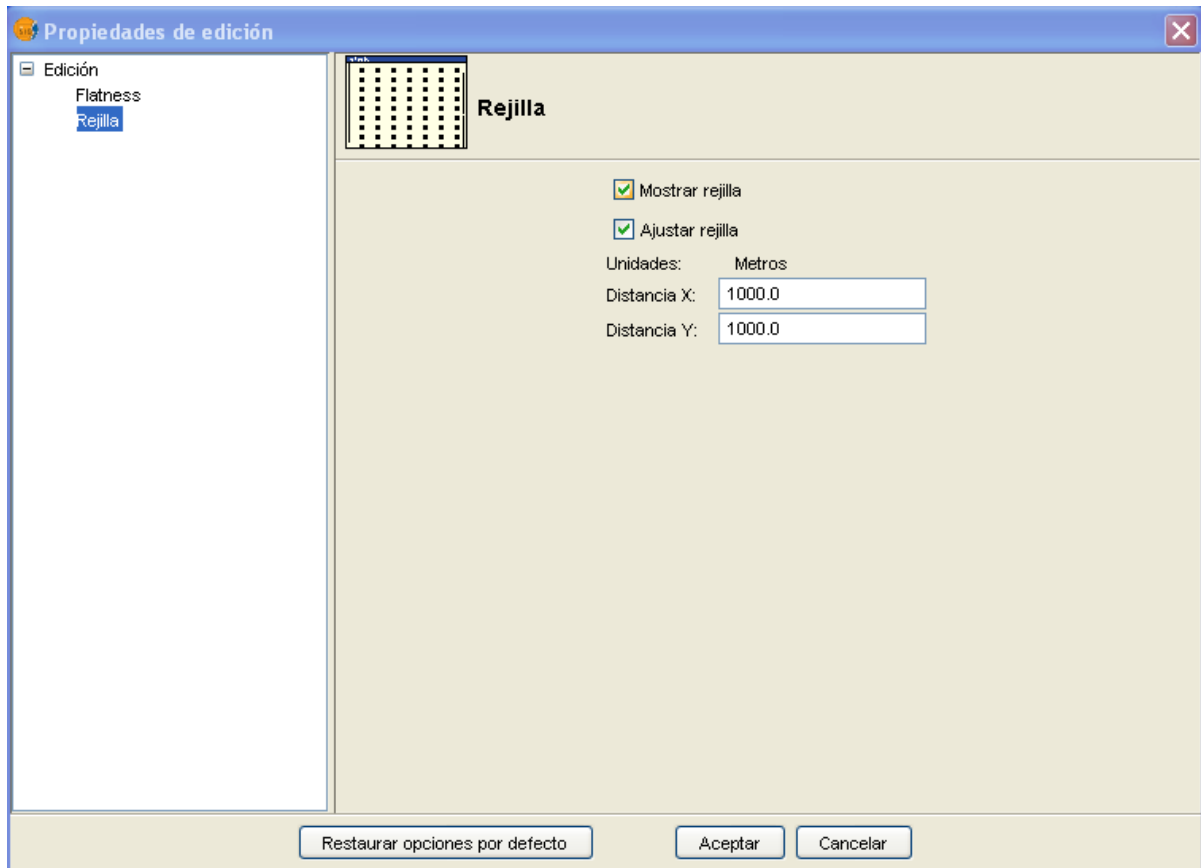 Propiedades de edición
Edición
Flatness
Rejilla
Rejilla
Mostrar rejilla
Ajustar rejilla
Unidades: Metros
Distancia X: 1000.0
Distancia Y: 1000.0
Restaurar opciones por defecto Aceptar Cancelar